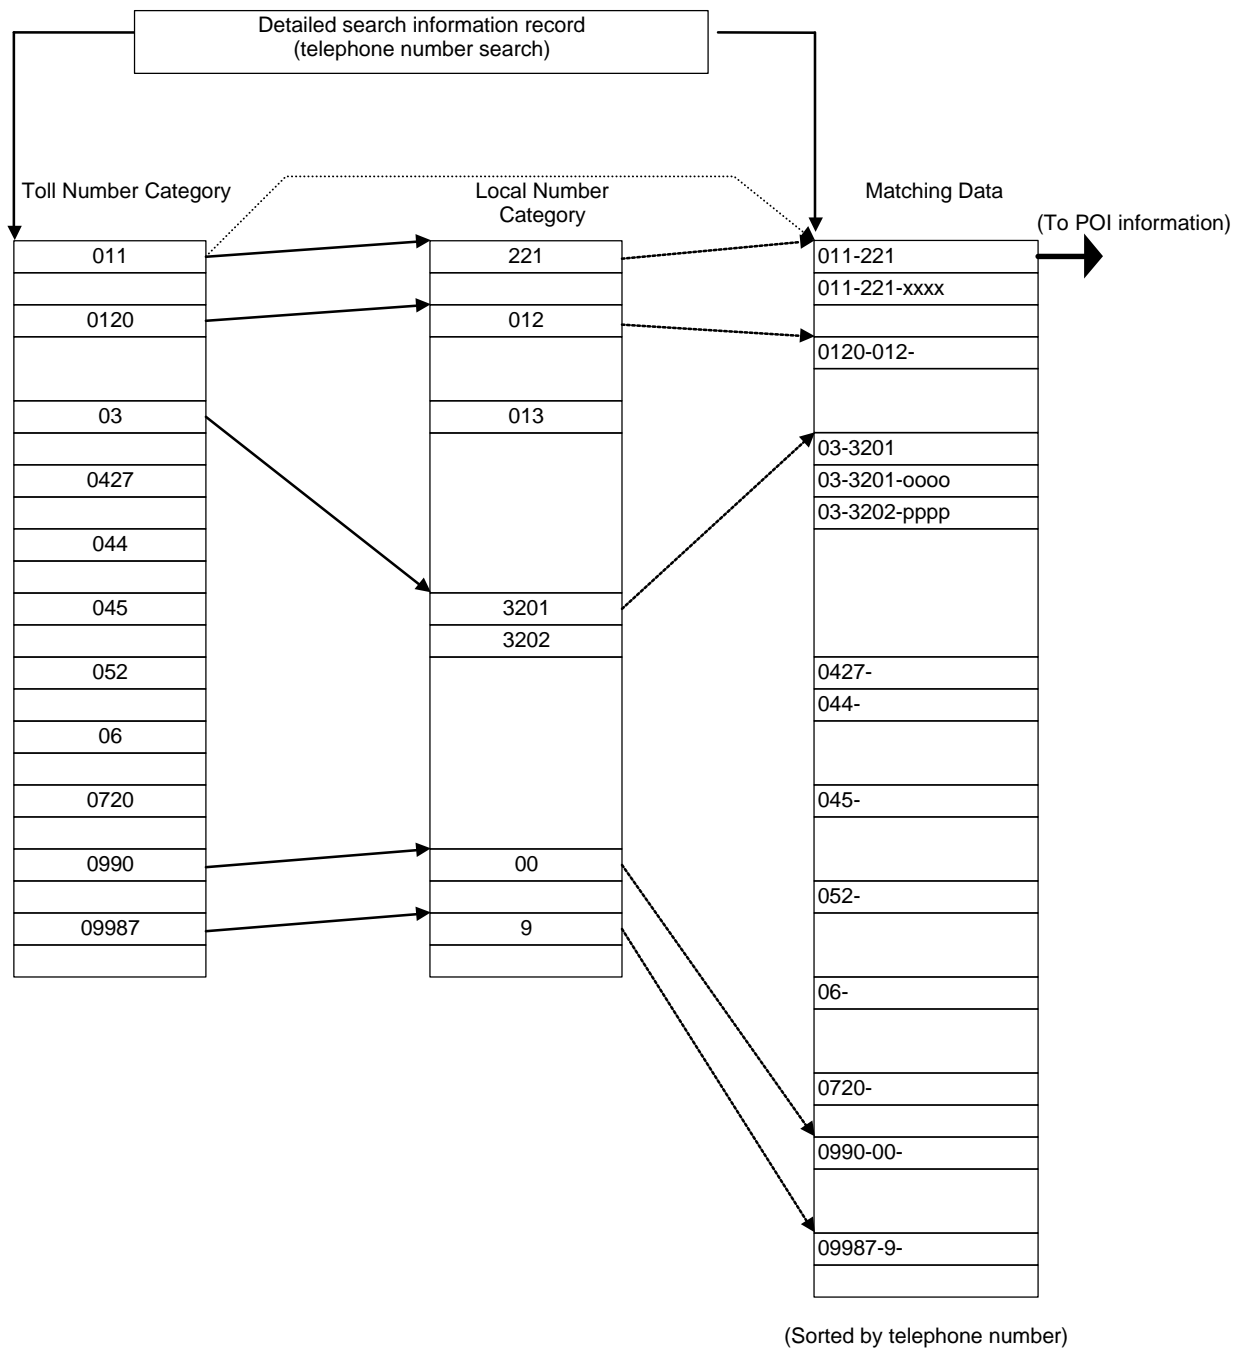 Detailed search information record
(telephone number search)
Toll Number Category
Local Number
Category
Matching Data
(To POI information)
011
0120
03
0427
044
045
052
06
0720
0990
09987
221
012
013
3201
3202
00
9
011-221
011-221-xxxx
0120-012-
03-3201
03-3201-oooo
03-3202-pppp
0427-
044-
045-
052-
06-
0720-
0990-00-
09987-9-
(Sorted by telephone number)